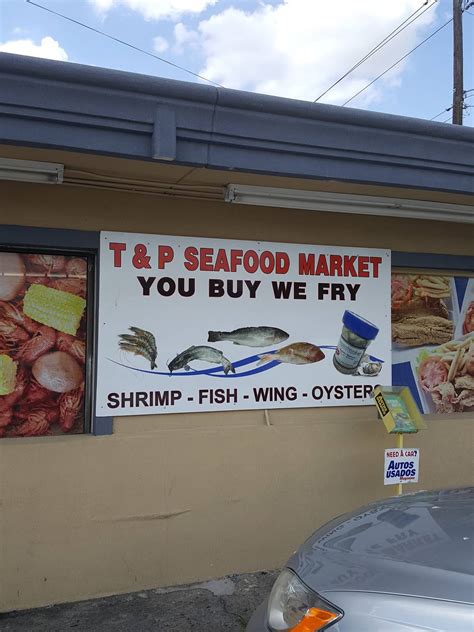 T & P SEAFOOD MARKET
YOU BUY WE FRY
SHRIMP - FISH - WING - OYSTER
NEED A CAR?
AUTOS
USADOS